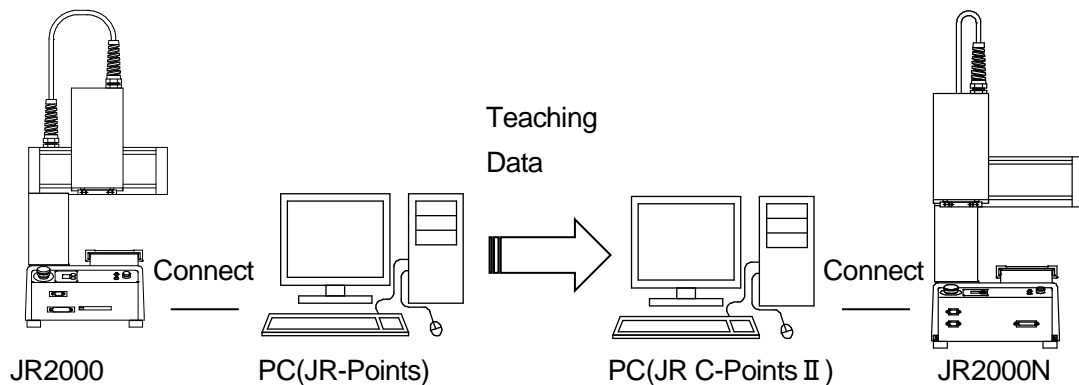 Teaching
Data
Connect
Connect
JR2000
PC(JR-Points)
PC(JR C-PointsⅡ)
JR2000N